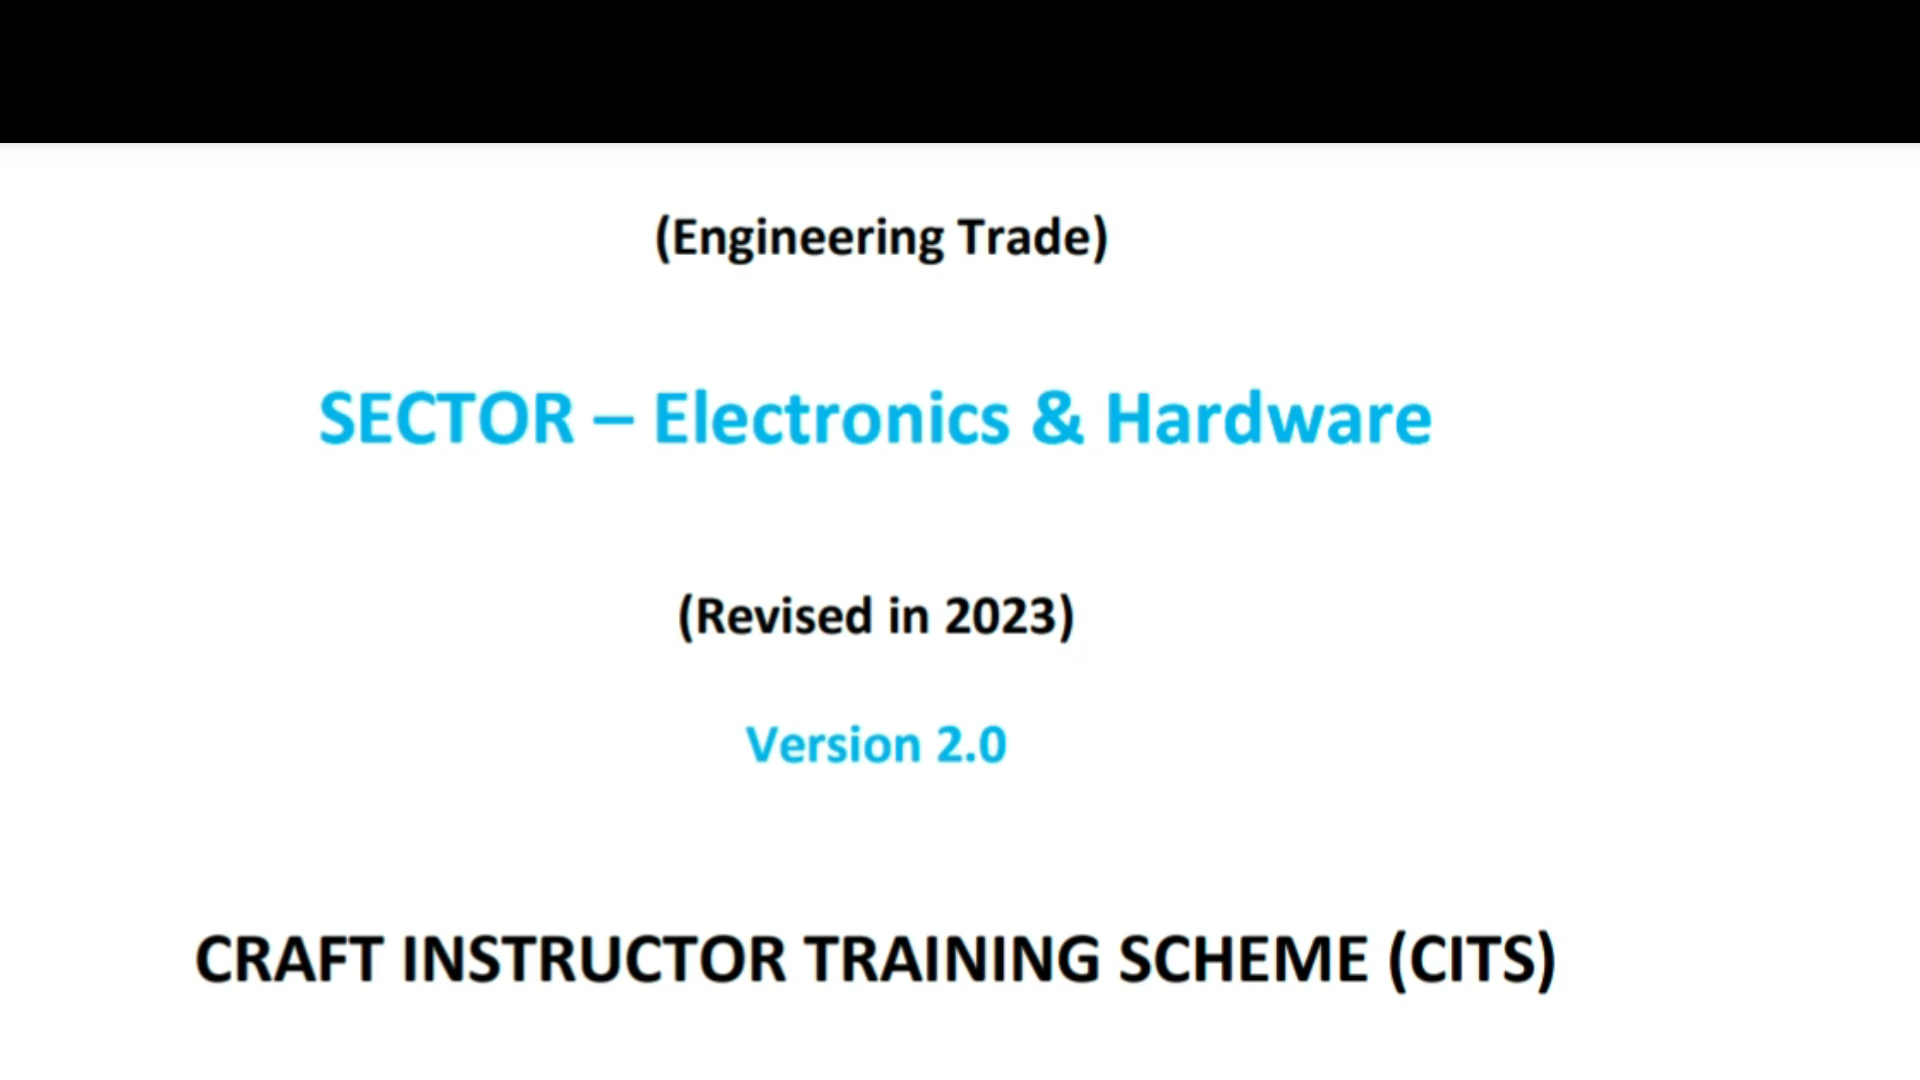 (Engineering Trade)
SECTOR – Electronics & Hardware
(Revised in 2023)
Version 2.0
CRAFT INSTRUCTOR TRAINING SCHEME (CITS)